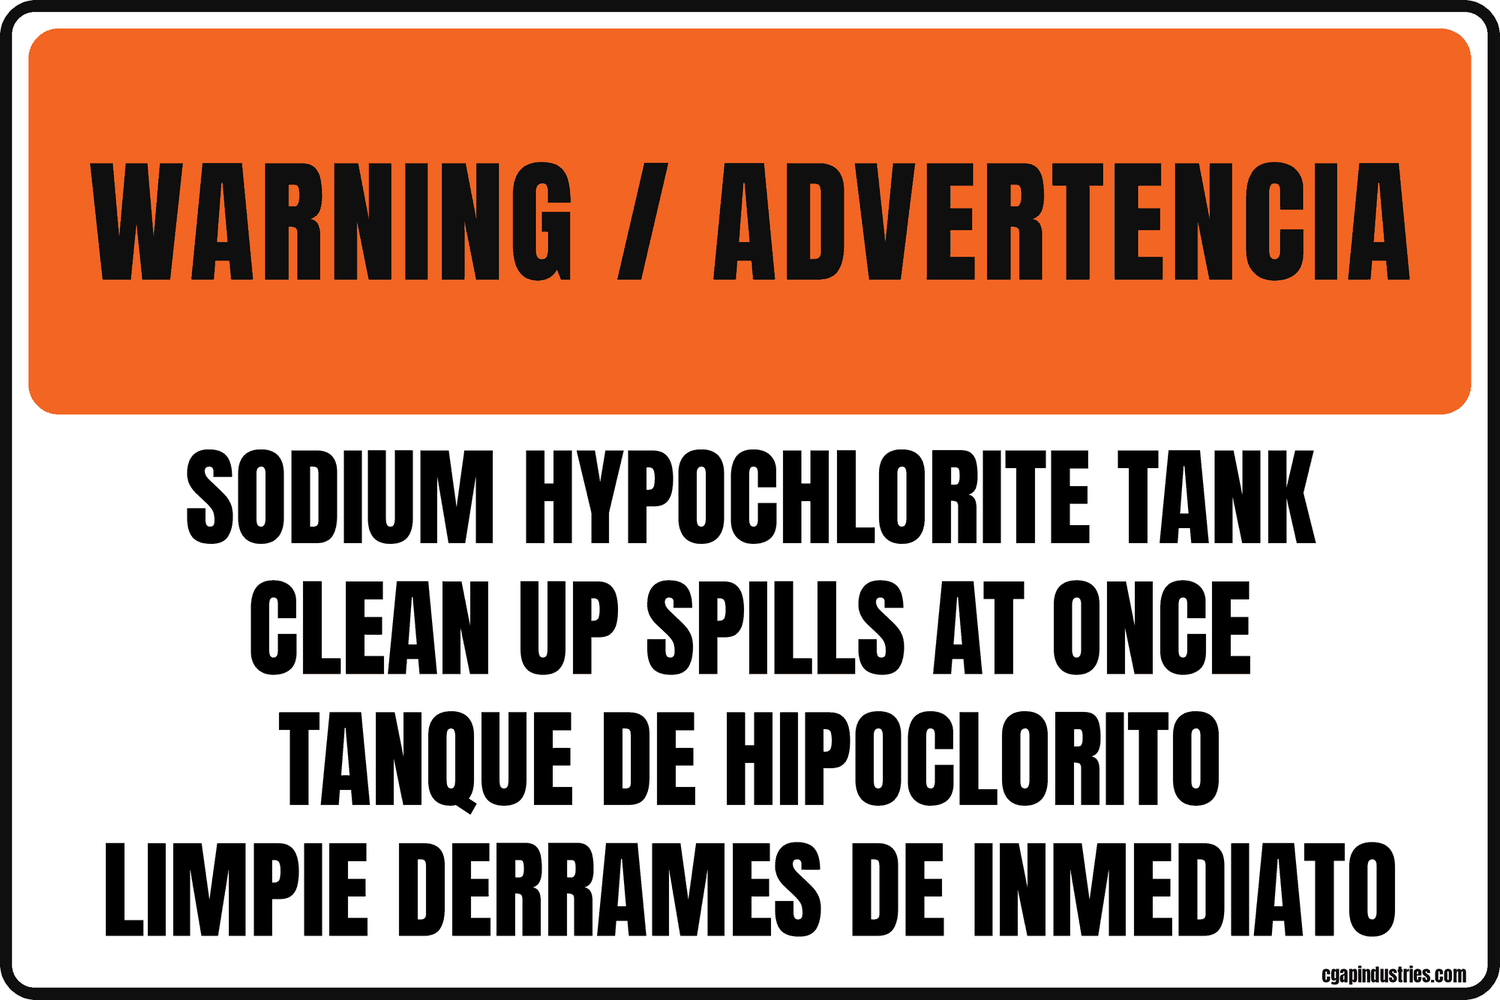 WARNING / ADVERTENCIA
SODIUM HYPOCHLORITE TANK
CLEAN UP SPILLS AT ONCE
TANQUE DE HIPOCLORITO
LIMPIE DERRAMES DE INMEDIATO
cgapindustries.com